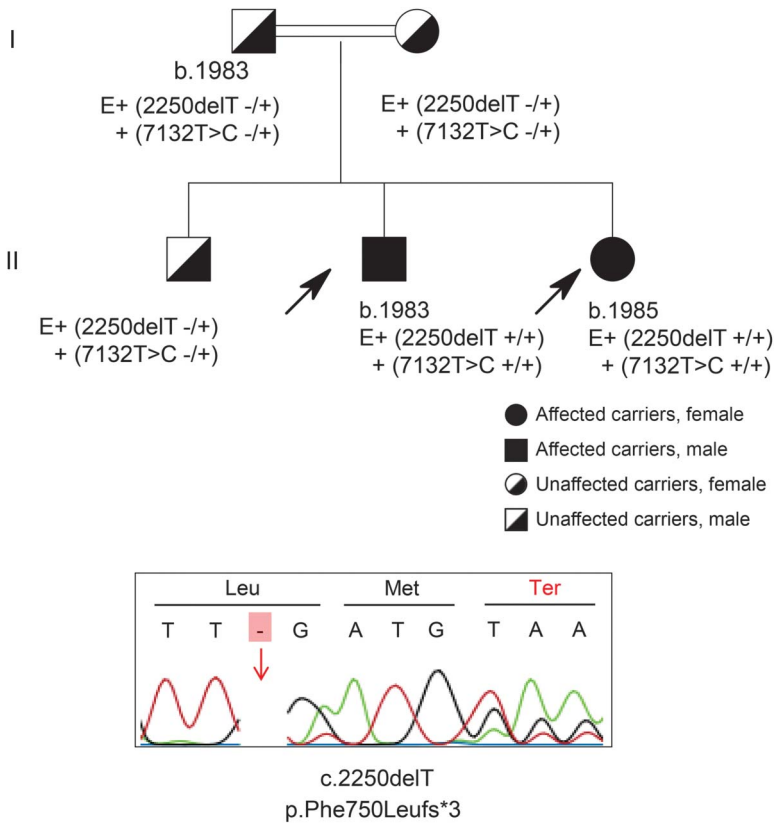 I
b.1983
E+ (2250delT -/+)
+ (7132T>C -/+)
E+ (2250delT -/+)
+ (7132T>C -/+)
II
E+ (2250delT -/+)
+ (7132T>C -/+)
b.1983
E+ (2250delT +/+)
+ (7132T>C +/+)
b.1985
E+ (2250delT +/+)
+ (7132T>C +/+)
Affected carriers, female
Affected carriers, male
Unaffected carriers, female
Unaffected carriers, male
Leu Met Ter
T T - G A T G T A A
c.2250delT
p.Phe750Leufs*3